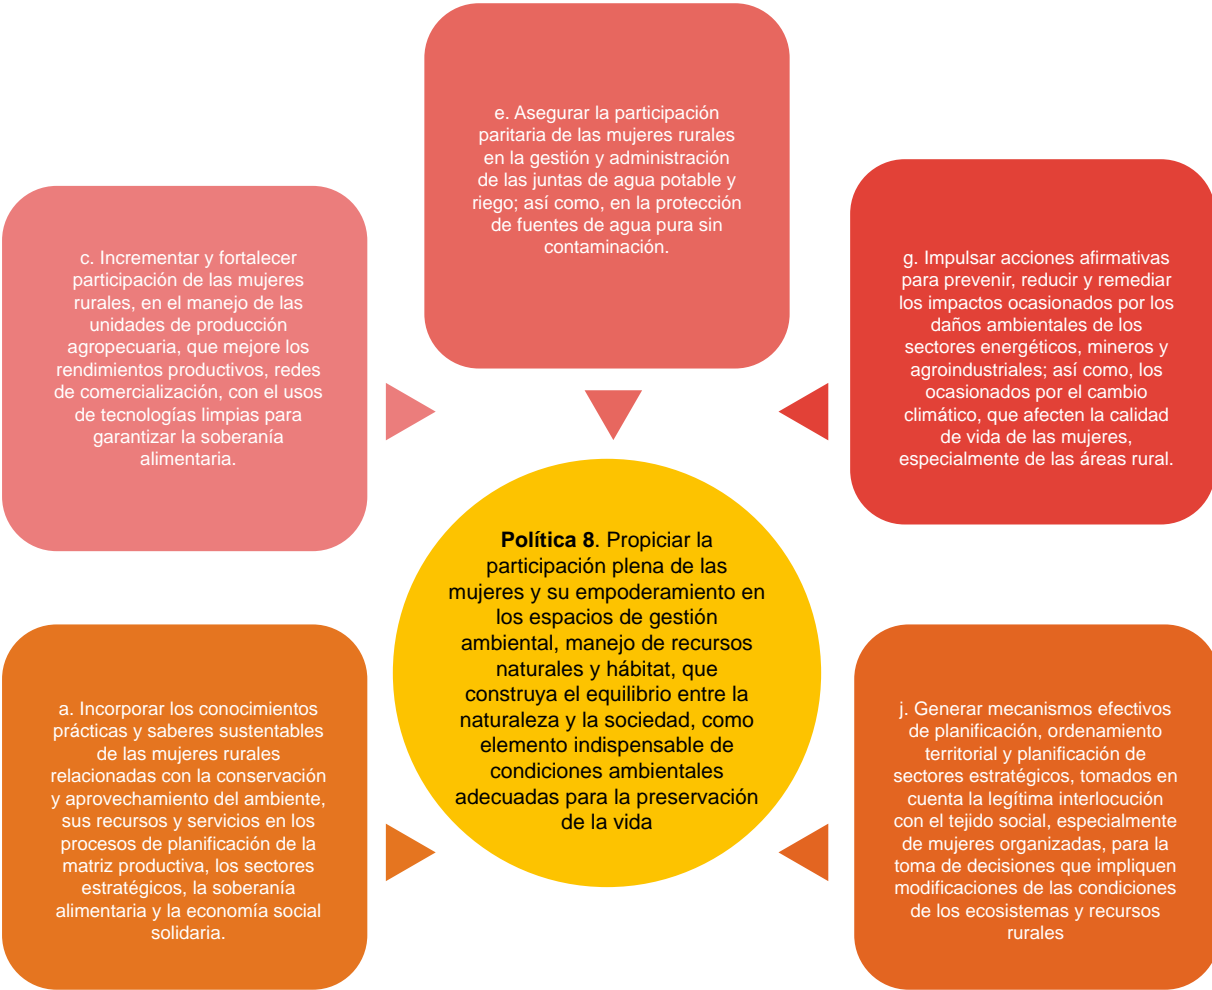 e. Asegurar la participación
paritaria de las mujeres rurales
en la gestión y administración
de las juntas de agua potable y
riego; así como, en la protección
de fuentes de agua pura sin
contaminación.
c. Incrementar y fortalecer
participación de las mujeres
rurales, en el manejo de las
unidades de producción
agropecuaria, que mejore los
rendimientos productivos, redes
de comercialización, con el usos
de tecnologías limpias para
garantizar la soberanía
alimentaria.
g. Impulsar acciones afirmativas
para prevenir, reducir y remediar
los impactos ocasionados por los
daños ambientales de los
sectores energéticos, mineros y
agroindustriales; así como, los
ocasionados por el cambio
climático, que afecten la calidad
de vida de las mujeres,
especialmente de las áreas rural.
Política 8. Propiciar la
participación plena de las
mujeres y su empoderamiento en
los espacios de gestión
ambiental, manejo de recursos
naturales y hábitat, que
construya el equilibrio entre la
naturaleza y la sociedad, como
elemento indispensable de
condiciones ambientales
adecuadas para la preservación
de la vida
a. Incorporar los conocimientos
prácticas y saberes sustentables
de las mujeres rurales
relacionadas con la conservación
y aprovechamiento del ambiente,
sus recursos y servicios en los
procesos de planificación de la
matriz productiva, los sectores
estratégicos, la soberanía
alimentaria y la economía social
solidaria.
j. Generar mecanismos efectivos
de planificación, ordenamiento
territorial y planificación de
sectores estratégicos, tomados en
cuenta la legítima interlocución
con el tejido social, especialmente
de mujeres organizadas, para la
toma de decisiones que impliquen
modificaciones de las condiciones
de los ecosistemas y recursos
rurales